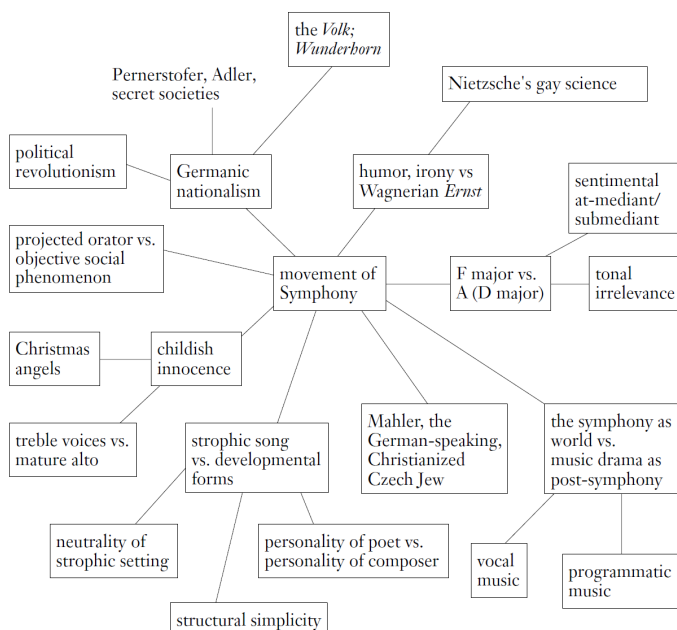 the Volk;
Wunderhorn
Pernerstofer, Adler,
secret societies
Nietzsche's gay science
political
revolutionism
Germanic
nationalism
humor, irony vs
Wagnerian Ernst
sentimental
at-mediant/
submediant
projected orator vs.
objective social
phenomenon
movement of
Symphony
F major vs.
A (D major)
tonal
irrelevance
Christmas
angels
childish
innocence
treble voices vs.
mature alto
strophic song
vs. developmental
forms
Mahler, the
German-speaking,
Christianized
Czech Jew
the symphony as
world vs.
music drama as
post-symphony
neutrality of
strophic setting
personality of poet vs.
personality of composer
vocal
music
programmatic
music
structural simplicity